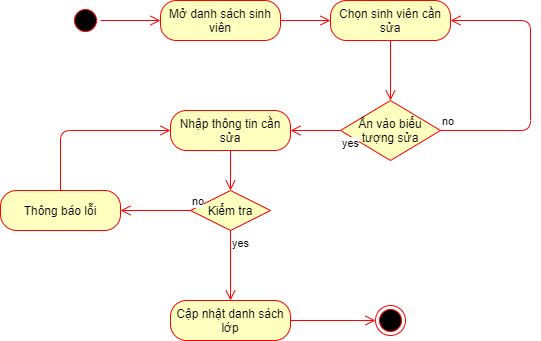 Mở danh sách sinh
viên
Chọn sinh viên cần
sửa
Ấn vào biểu
tượng sửa
no
yes
Nhập thông tin cần
sửa
Kiểm tra
no
yes
Thông báo lỗi
Cập nhật danh sách
lớp